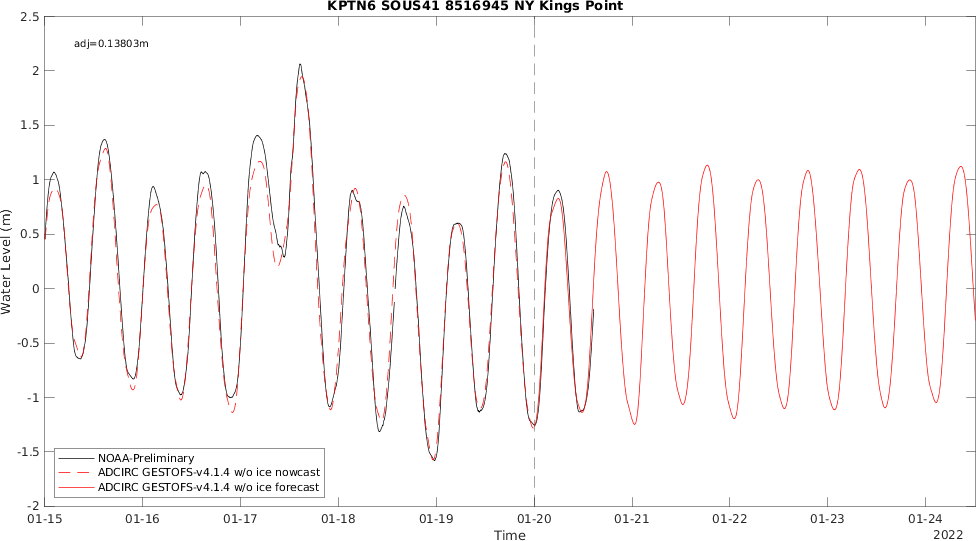 KPTN6 SOUS41 8516945 NY Kings Point
adj=0.13803m
2.5
2
1.5
1
0.5
0
-0.5
-1
-1.5
-2
Water Level (m)
NOAA-Preliminary
ADCIRC GESTOFS-v4.1.4 w/o ice nowcast
ADCIRC GESTOFS-v4.1.4 w/o ice forecast
01-15 01-16 01-17 01-18 01-19 01-20 01-21 01-22 01-23 01-24
Time
2022